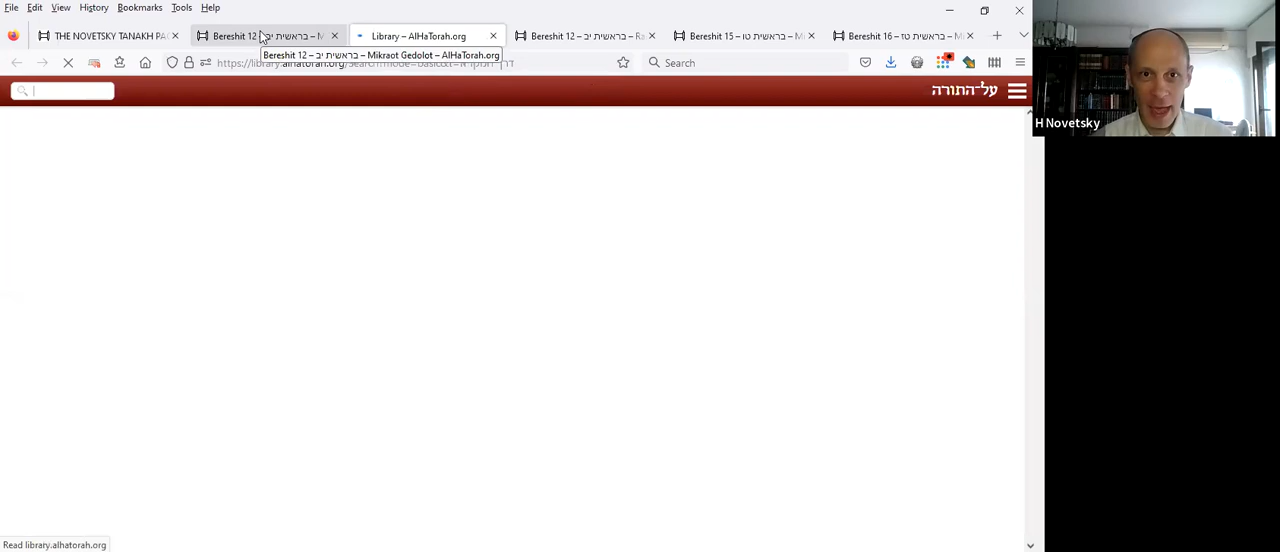 File Edit View History Bookmarks Tools Help
THE NOVETSKY TANAKH PA
Bereshit 12 – בראשית יב – M
Library – AlHaTorah.org
Bereshit 12 – בראשית יב – Ra
Bereshit 15 – בראשית טו – M
Bereshit 16 – בראשית טז – M
Bereshit 12 – בראשית יב – Mikraot Gedolot – AlHaTorah.org
Search
על־התורה
H Novetsky
Read library.alhatorah.org